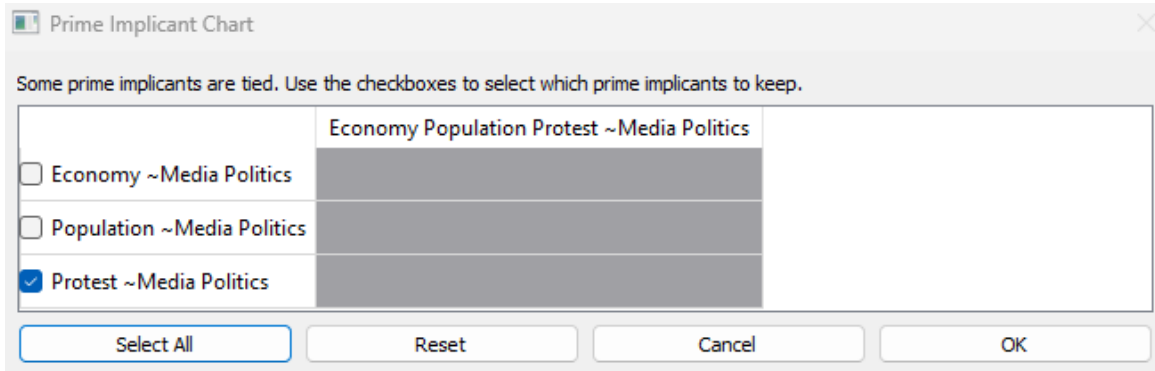 Prime Implicant Chart
Some prime implicants are tied. Use the checkboxes to select which prime implicants to keep.
Economy Population Protest ~Media Politics
Economy ~Media Politics
Population ~Media Politics
Protest ~Media Politics
Select All Reset Cancel OK